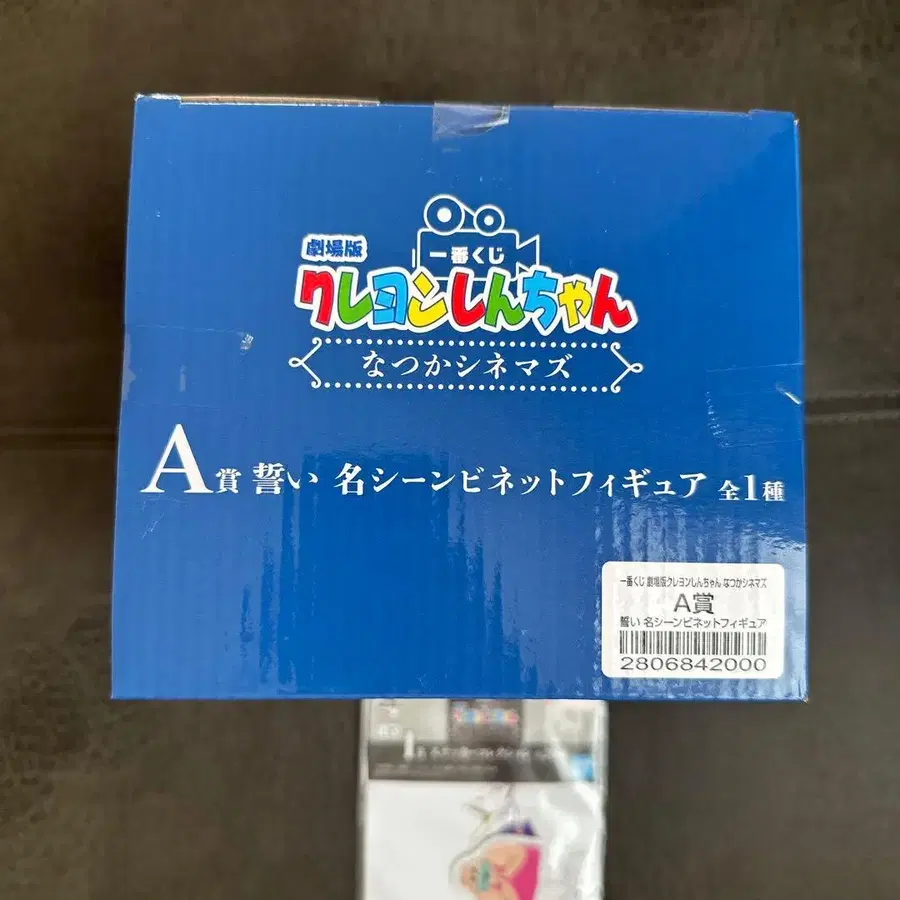 劇場版
一番くじ
クレヨンしんちゃん
なつかシネマズ
A賞 誓い 名シーンビネットフィギュア 全1種
一番くじ 劇場版クレヨンしんちゃん なつかシネマズ
A賞
誓い 名シーンビネットフィギュア
2806842000